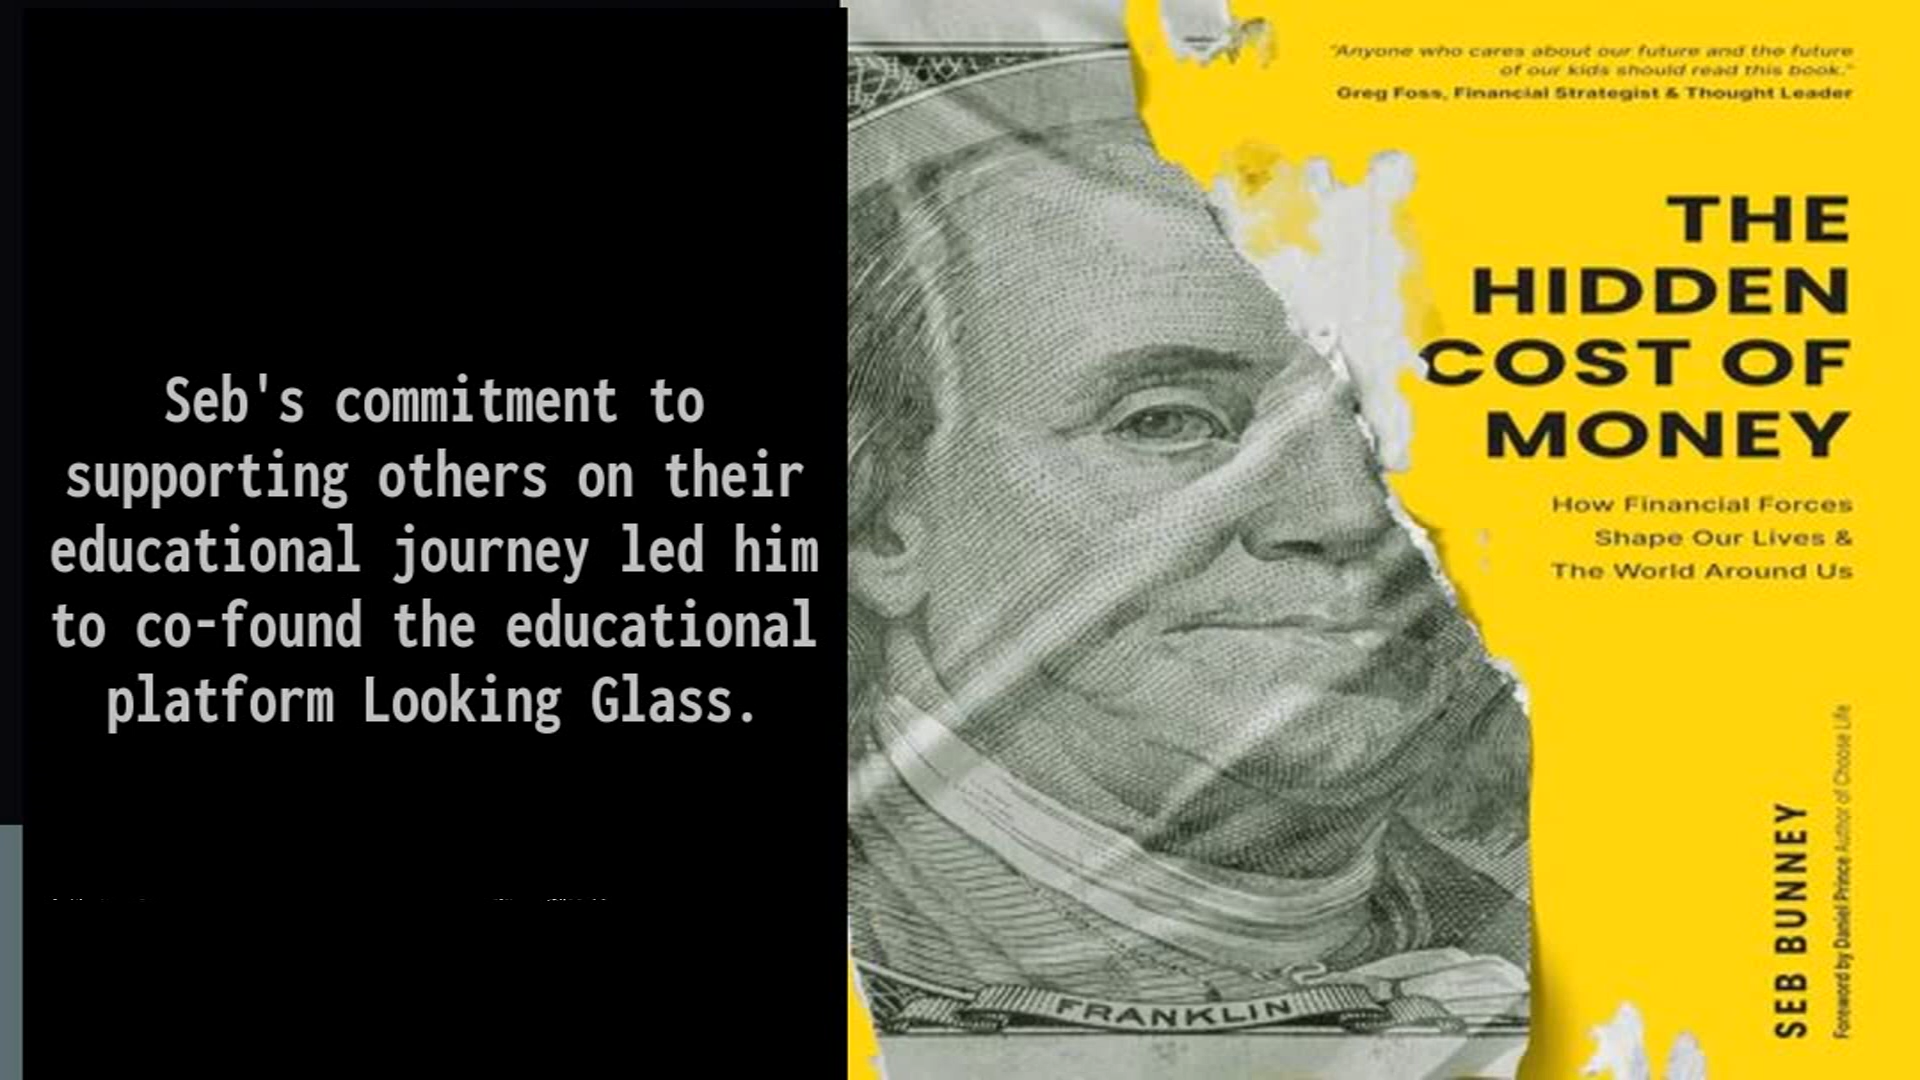 Seb's commitment to
supporting others on their
educational journey led him
to co-found the educational
platform Looking Glass.
"Anyone who cares about our future and the future
of our kids should read this book."
Greg Foss, Financial Strategist & Thought Leader
THE
HIDDEN
COST OF
MONEY
How Financial Forces
Shape Our Lives &
The World Around Us
SEB BUNNEY
Foreword by Daniel Prince Author of Choose Life
FRANKLIN